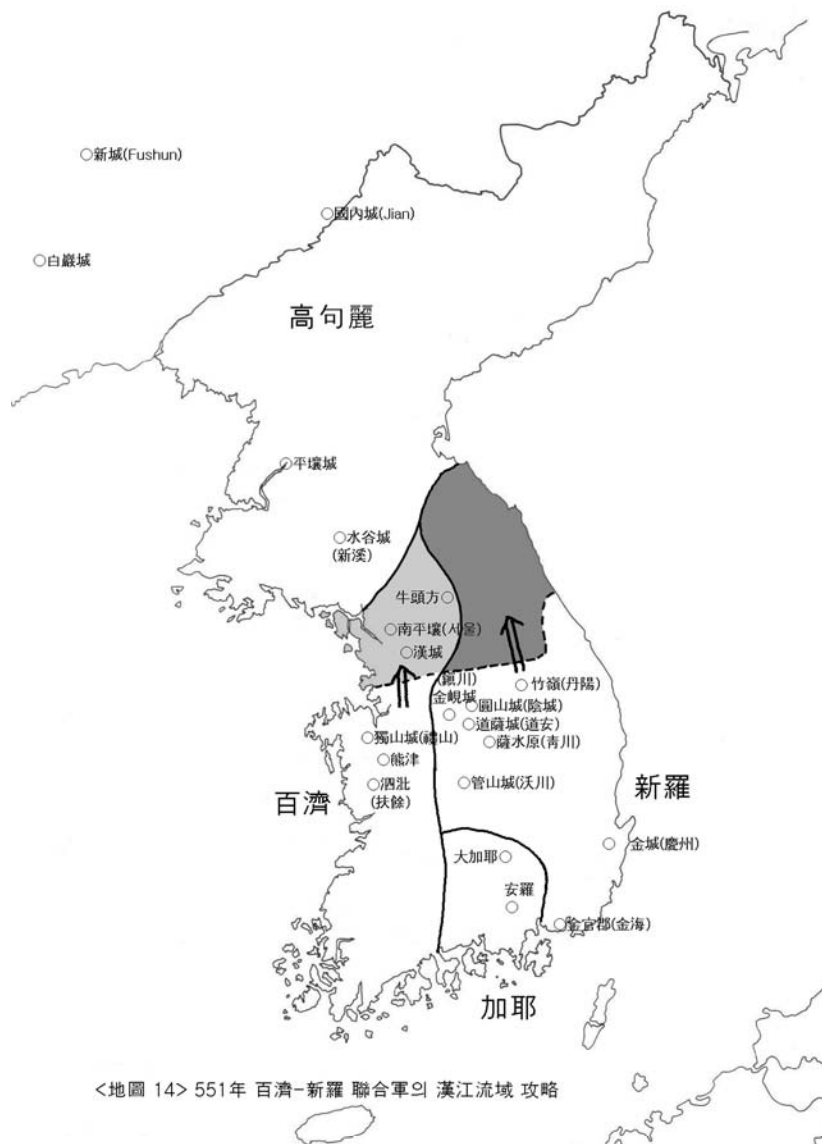 新城(Fushun)
國內城(Jian)
白巖城
高句麗
平壤城
水谷城
(新溪)
牛頭方
南平壤(서울)
漢城
(鎭川)
金峴城
竹嶺(丹陽)
圓山城(陰城)
道薩城(道安)
薩水原(靑川)
獨山城(禮山)
熊津
泗沘
(扶餘)
管山城(沃川)
百濟
新羅
金城(慶州)
大加耶
安羅
金官郡(金海)
加耶
<地圖 14> 551年 百濟-新羅 聯合軍의 漢江流域 攻略